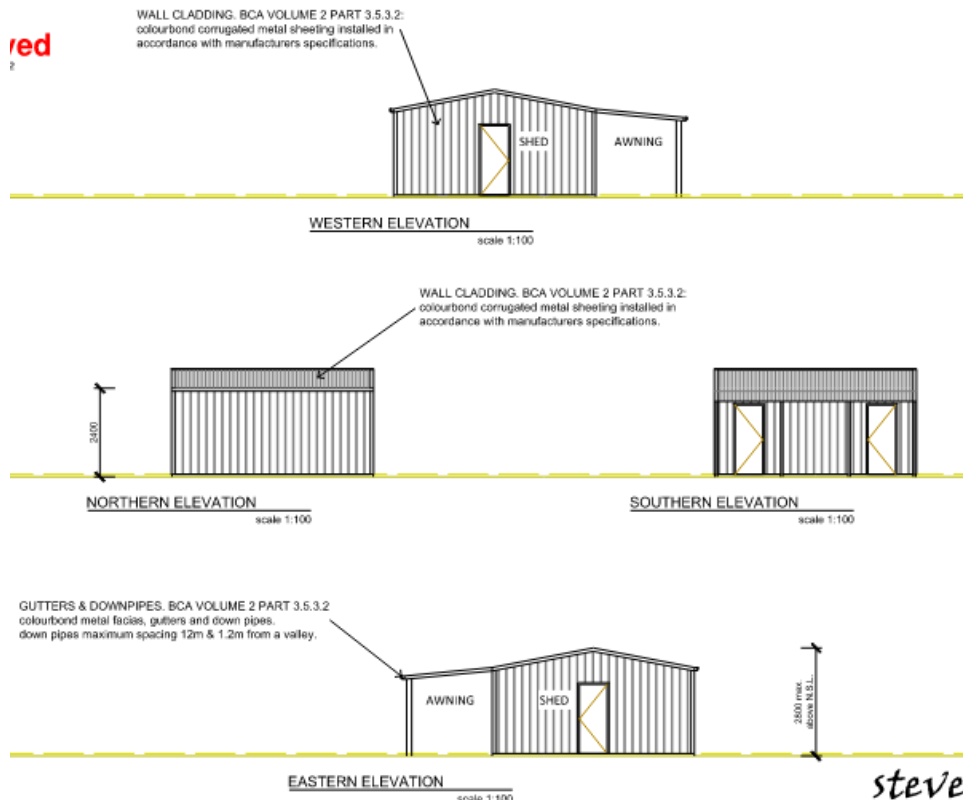 WALL CLADDING. BCA VOLUME 2 PART 3.5.3.2:
colourbond corrugated metal sheeting installed in
accordance with manufacturers specifications.
ved
SHED
AWNING
WESTERN ELEVATION
scale 1:100
WALL CLADDING. BCA VOLUME 2 PART 3.5.3.2:
colourbond corrugated metal sheeting installed in
accordance with manufacturers specifications.
2400
NORTHERN ELEVATION
scale 1:100
SOUTHERN ELEVATION
scale 1:100
GUTTERS & DOWNPIPES. BCA VOLUME 2 PART 3.5.3.2
colourbond metal facias, gutters and down pipes.
down pipes maximum spacing 12m & 1.2m from a valley.
AWNING
SHED
2800 max.
above N.S.L.
EASTERN ELEVATION
scale 1:100
steve